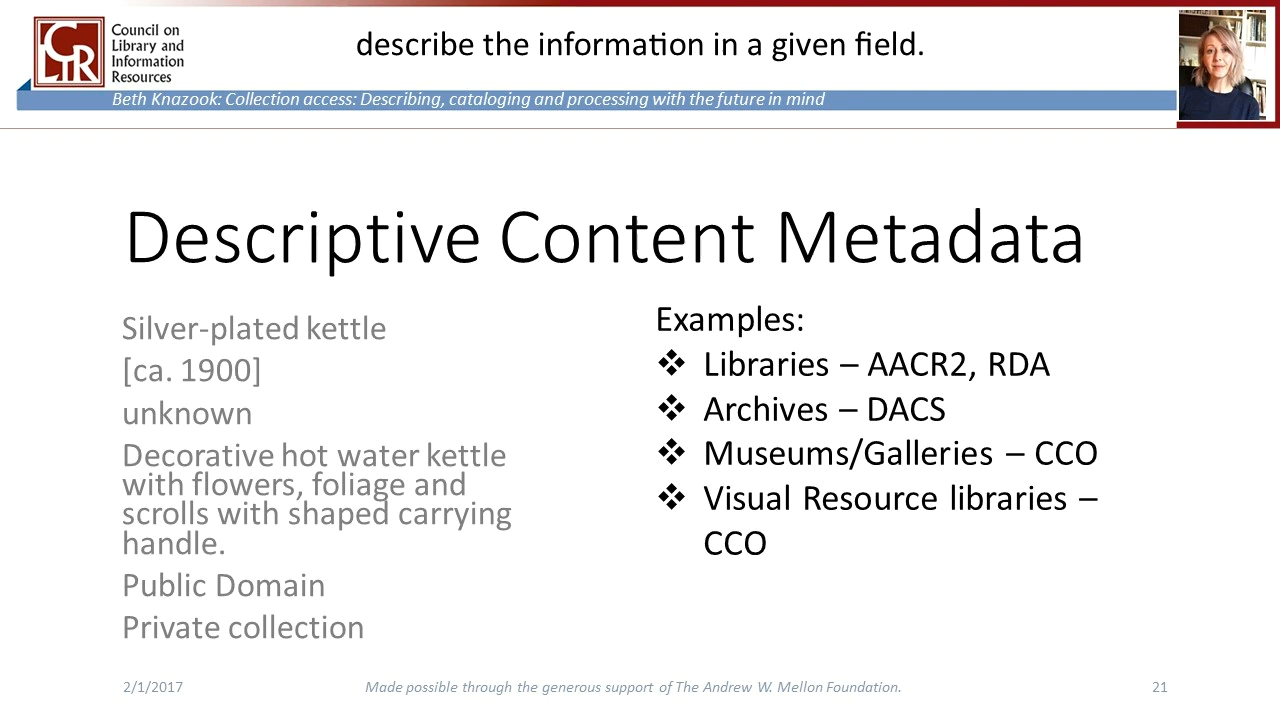 CLIR
Council on
Library and
Information
Resources
describe the information in a given field.
Beth Knazook: Collection access: Describing, cataloging and processing with the future in mind
Descriptive Content Metadata
Silver-plated kettle
[ca. 1900]
unknown
Decorative hot water kettle
with flowers, foliage and
scrolls with shaped carrying
handle.
Public Domain
Private collection
Examples:
❖ Libraries – AACR2, RDA
❖ Archives – DACS
❖ Museums/Galleries – CCO
❖ Visual Resource libraries –
CCO
2/1/2017
Made possible through the generous support of The Andrew W. Mellon Foundation.
21